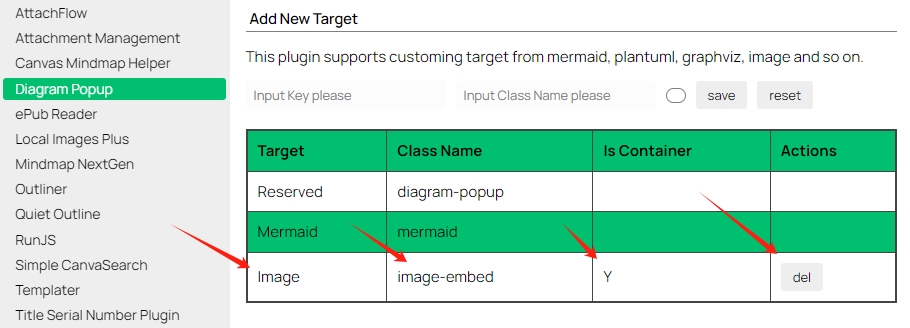 AttachFlow
Attachment Management
Canvas Mindmap Helper
Diagram Popup
ePub Reader
Local Images Plus
Mindmap NextGen
Outliner
Quiet Outline
RunJS
Simple CanvaSearch
Templater
Title Serial Number Plugin
Add New Target
This plugin supports customing target from mermaid, plantuml, graphviz, image and so on.
Input Key please Input Class Name please save reset
Target Class Name Is Container Actions
Reserved diagram-popup
Mermaid mermaid
Image image-embed Y del